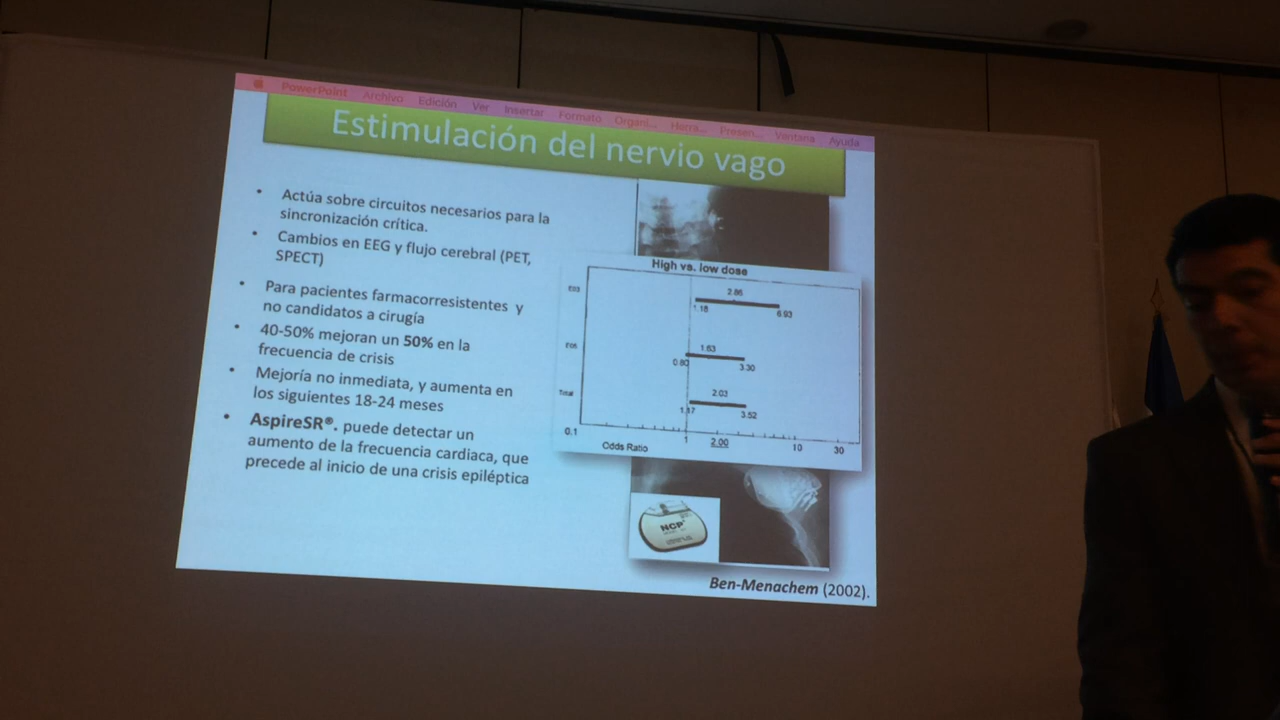 PowerPoint Archivo Edición Ver Insertar Formato Organi... Herra... Presen... Ventana Ayuda
Estimulación del nervio vago
• Actúa sobre circuitos necesarios para la
sincronización crítica.
• Cambios en EEG y flujo cerebral (PET,
SPECT)
• Para pacientes farmacorresistentes y
no candidatos a cirugía
• 40-50% mejoran un 50% en la
frecuencia de crisis
• Mejoría no inmediata, y aumenta en
los siguientes 18-24 meses
• AspireSR®. puede detectar un
aumento de la frecuencia cardiaca, que
precede al inicio de una crisis epiléptica
High vs. low dose
E03
2.86
1.18
6.93
E05
1.63
0.80
3.30
Total
2.03
1.17
3.52
0.1
1
2.00
10
30
Odds Ratio
NCP
Ben-Menachem (2002).